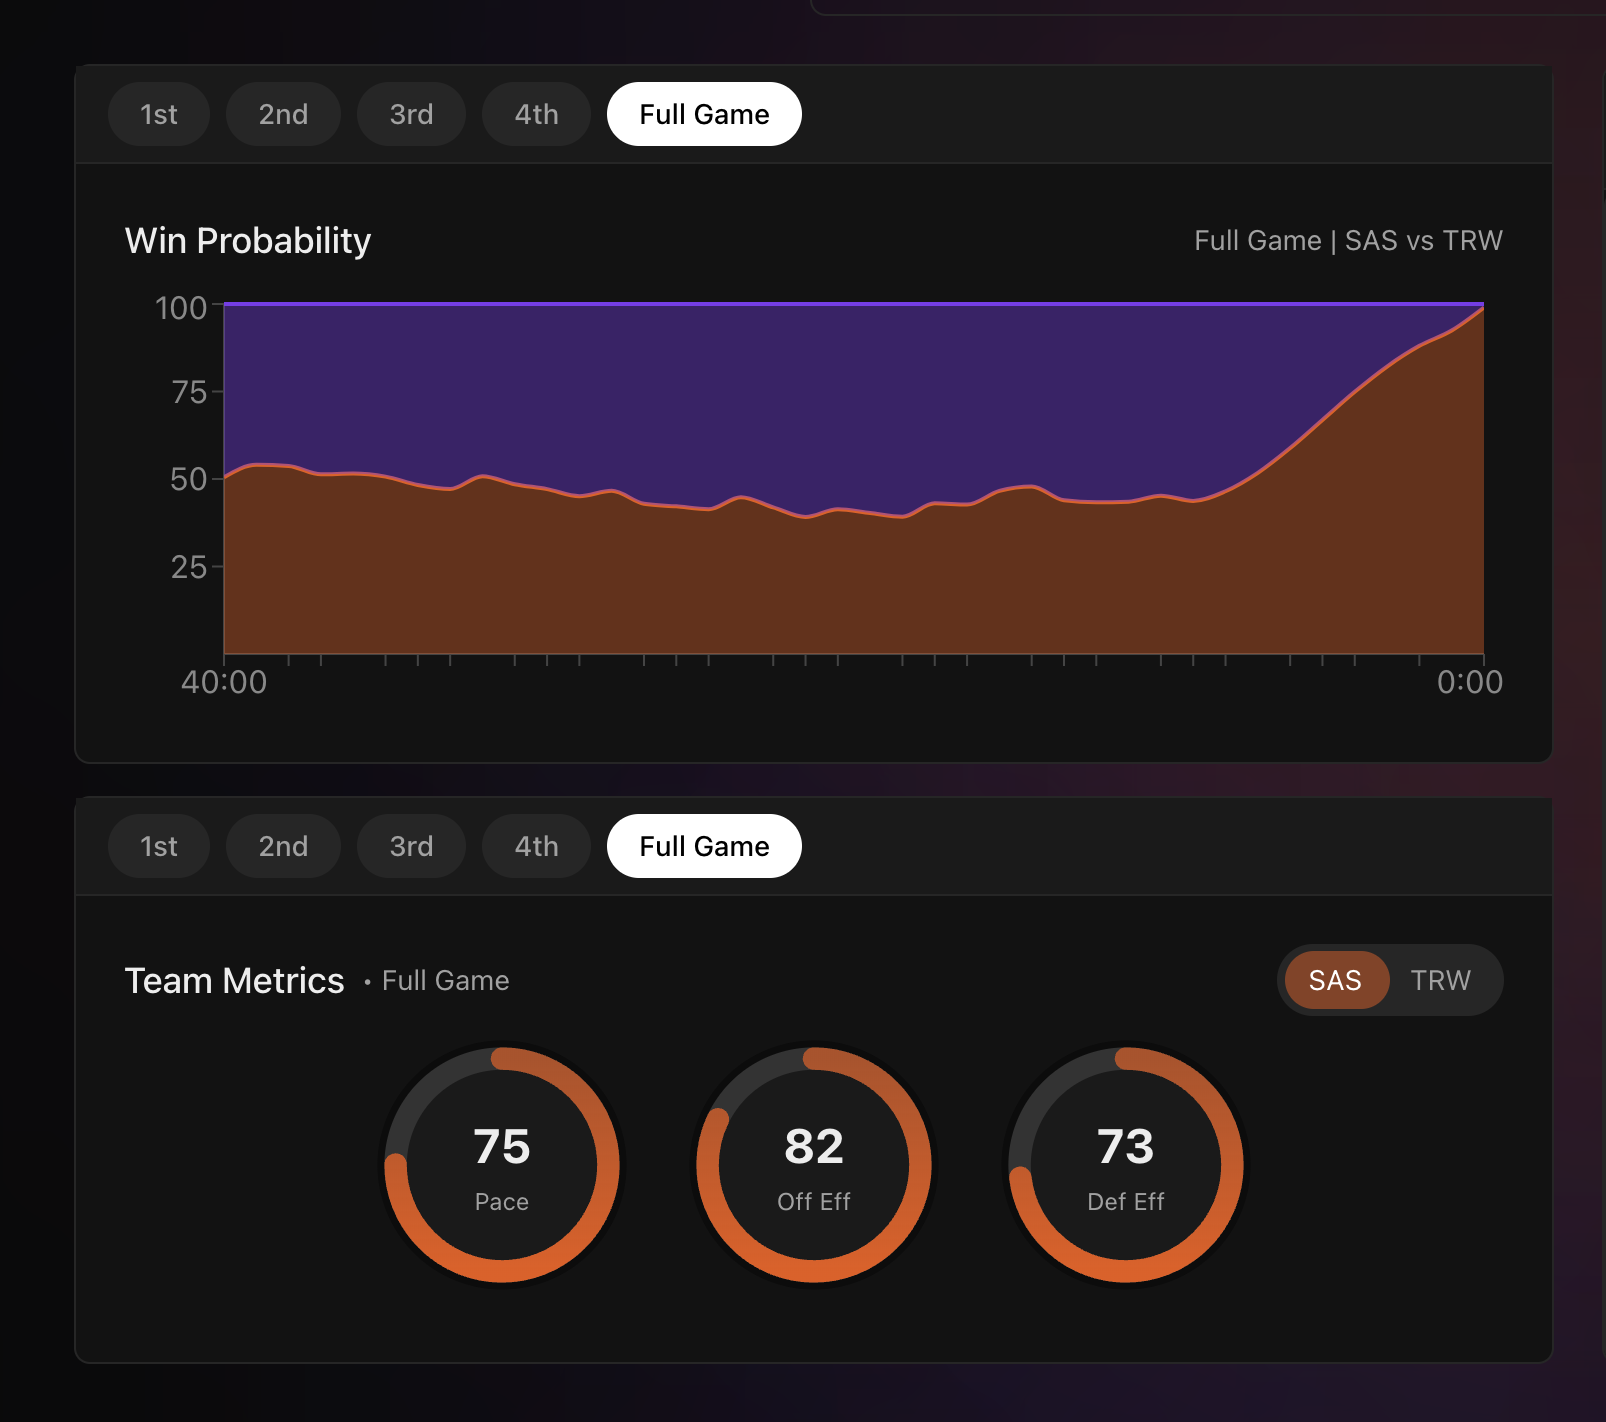 1st 2nd 3rd 4th Full Game
Win Probability
Full Game | SAS vs TRW
100
75
50
25
40:00 0:00
1st 2nd 3rd 4th Full Game
Team Metrics • Full Game
SAS TRW
75
Pace
82
Off Eff
73
Def Eff